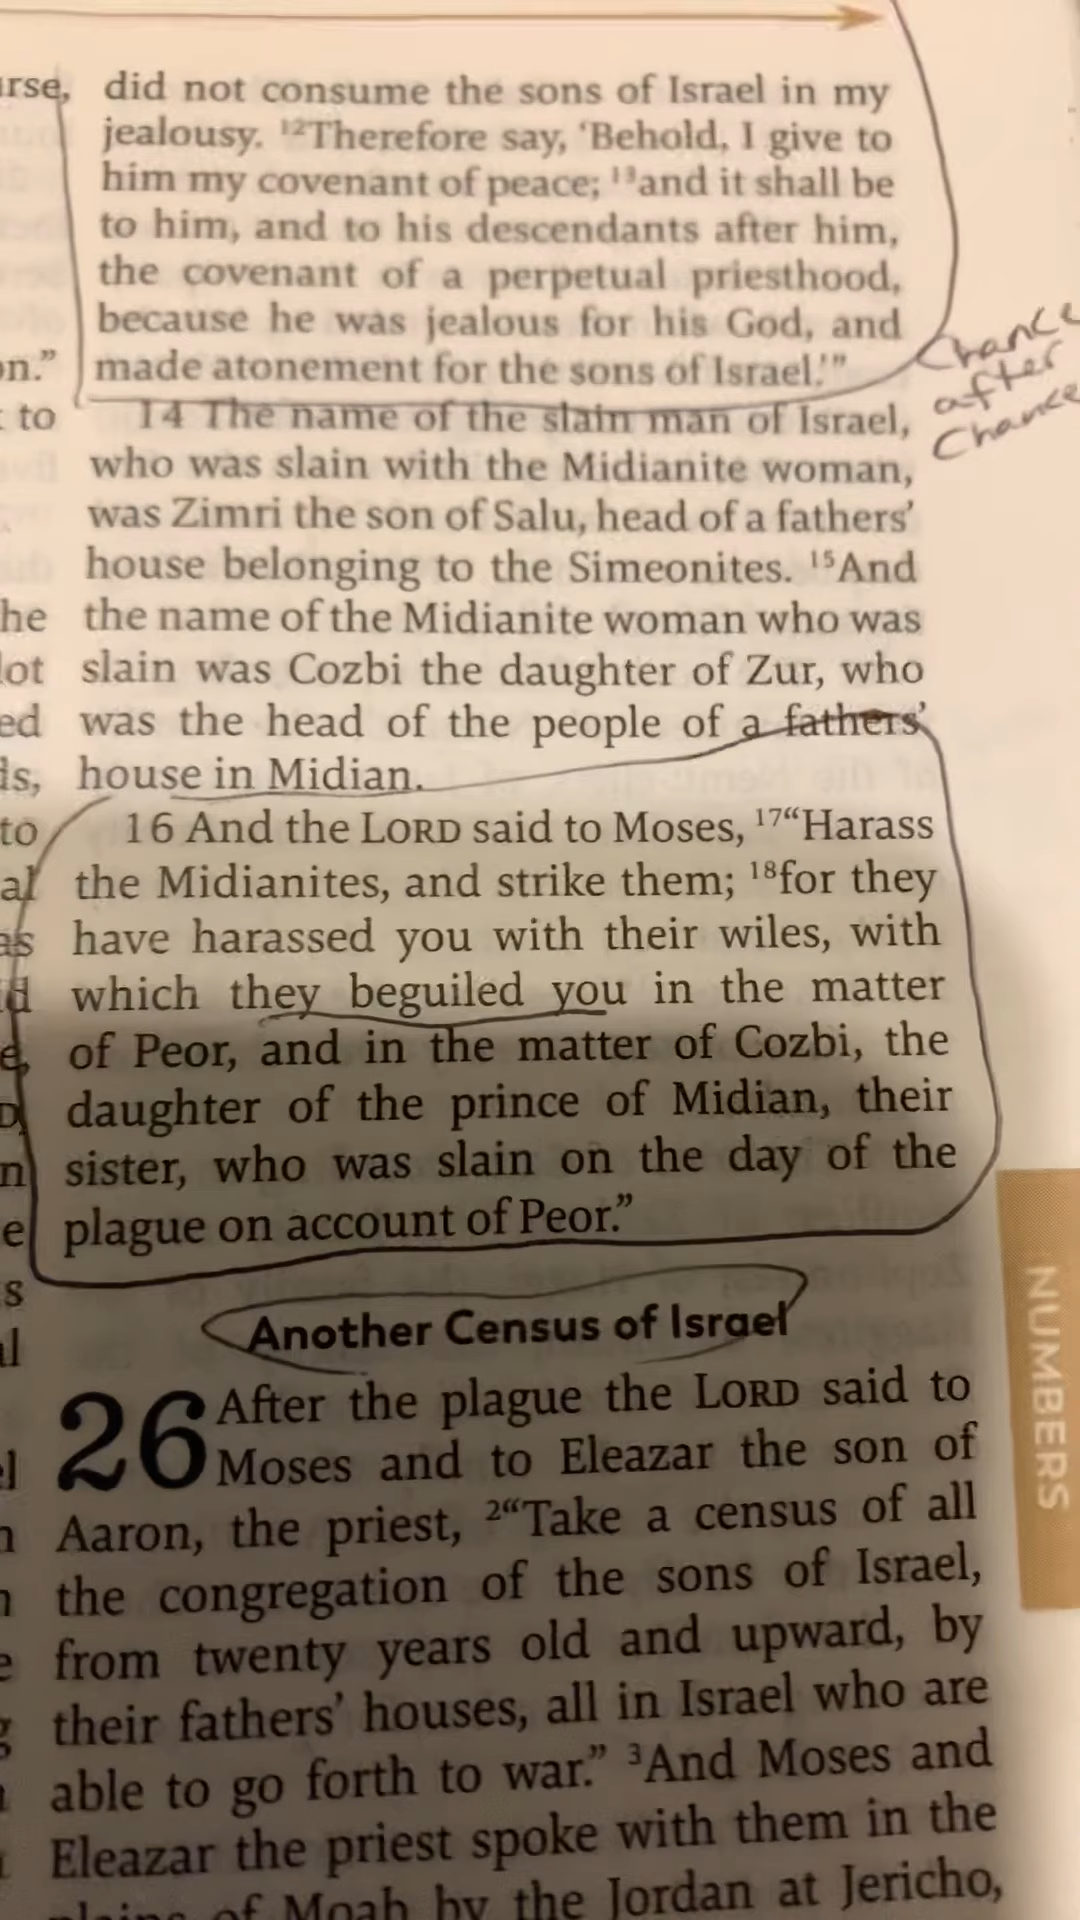 did not consume the sons of Israel in my
jealousy. ¹²Therefore say, ‘Behold, I give to
him my covenant of peace; ¹³and it shall be
to him, and to his descendants after him,
the covenant of a perpetual priesthood,
because he was jealous for his God, and
made atonement for the sons of Israel.’”
14 The name of the slain man of Israel,
who was slain with the Midianite woman,
was Zimri the son of Salu, head of a fathers’
house belonging to the Simeonites. ¹⁵And
the name of the Midianite woman who was
slain was Cozbi the daughter of Zur, who
was the head of the people of a fathers’
house in Midian.
16 And the LORD said to Moses, ¹⁷“Harass
the Midianites, and strike them; ¹⁸for they
have harassed you with their wiles, with
which they beguiled you in the matter
of Peor, and in the matter of Cozbi, the
daughter of the prince of Midian, their
sister, who was slain on the day of the
plague on account of Peor.”
Another Census of Israel
26 After the plague the LORD said to
Moses and to Eleazar the son of
Aaron, the priest, ²“Take a census of all
the congregation of the sons of Israel,
from twenty years old and upward, by
their fathers’ houses, all in Israel who are
able to go forth to war.” ³And Moses and
Eleazar the priest spoke with them in the
plains of Moab by the Jordan at Jericho,
Chance
after
Chance
NUMBERS